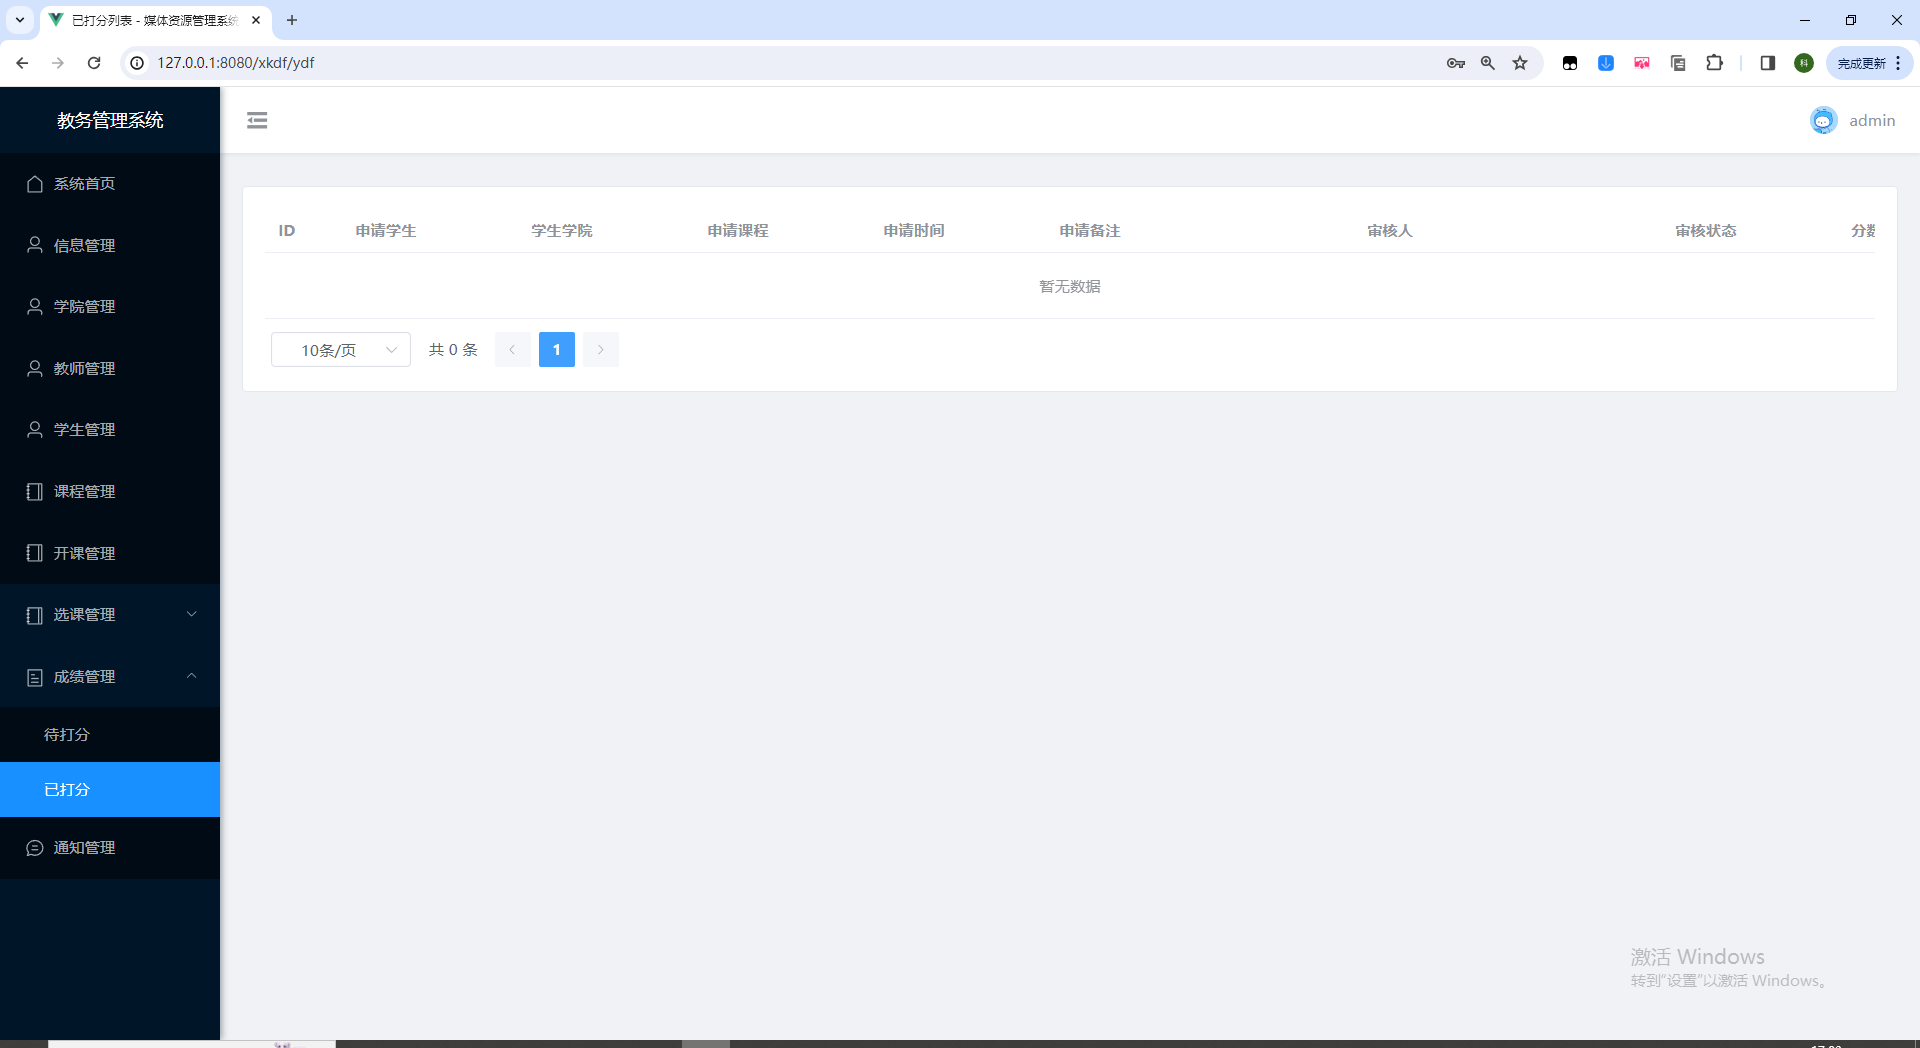 已打分列表 - 媒体资源管理系统
127.0.0.1:8080/xkdf/ydf
科
完成更新
教务管理系统
admin
系统首页
信息管理
学院管理
教师管理
学生管理
课程管理
开课管理
选课管理
成绩管理
待打分
已打分
通知管理
ID 申请学生 学生学院 申请课程 申请时间 申请备注 审核人 审核状态 分数
暂无数据
10条/页 共 0 条 1
激活 Windows
转到“设置”以激活 Windows。